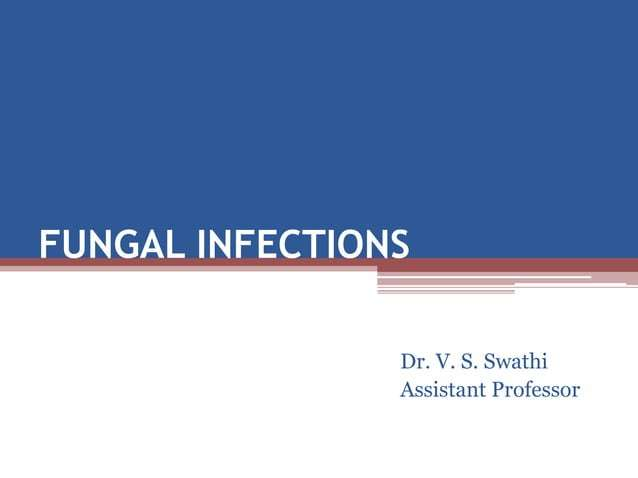 FUNGAL INFECTIONS
Dr. V. S. Swathi
Assistant Professor